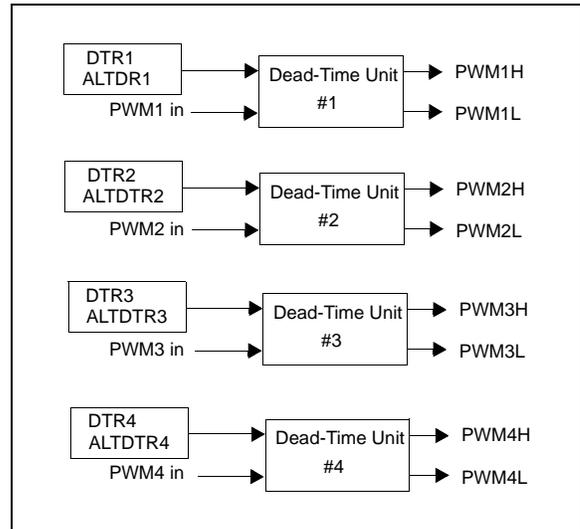 DTR1
ALTDR1
PWM1 in
Dead-Time Unit
#1
PWM1H
PWM1L
DTR2
ALTDTR2
PWM2 in
Dead-Time Unit
#2
PWM2H
PWM2L
DTR3
ALTDTR3
PWM3 in
Dead-Time Unit
#3
PWM3H
PWM3L
DTR4
ALTDTR4
PWM4 in
Dead-Time Unit
#4
PWM4H
PWM4L